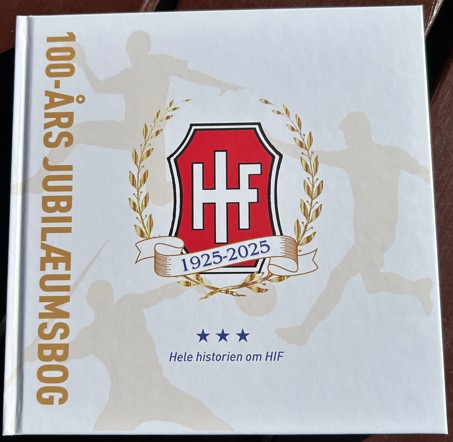 100-ÅRS JUBILÆUMSBOG
HIF
1925-2025
Hele historien om HIF